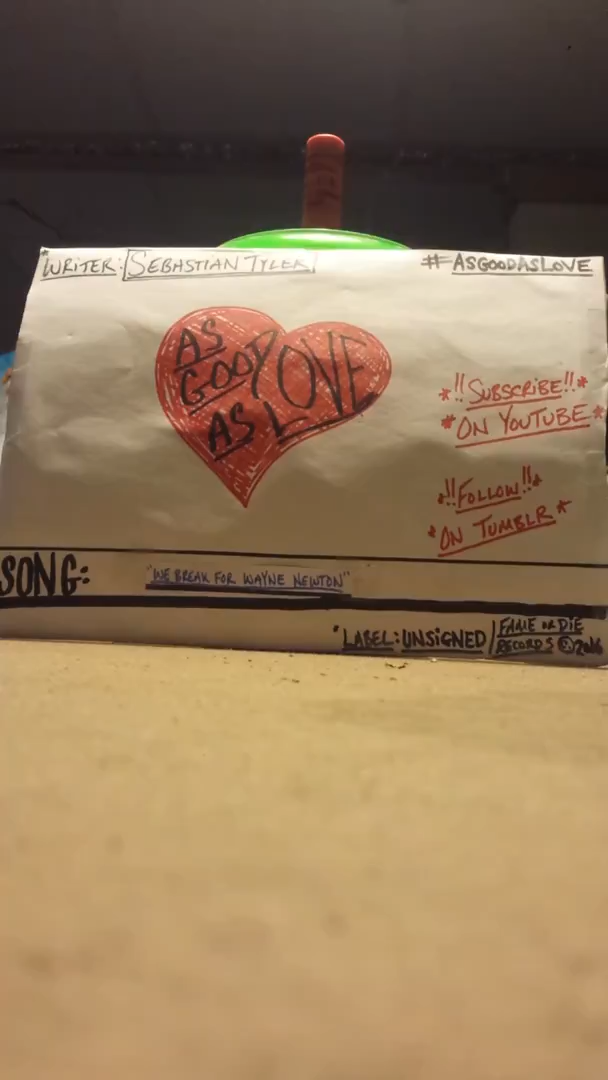 *WRITER: SEBASTIAN TYLER
#ASGOODASLOVE
AS
GOOD
AS LOVE
*!!SUBSCRIBE!!*
*ON YOUTUBE*
*!!FOLLOW!!*
*ON TUMBLR*
SONG:
"WE BREAK FOR WAYNE NEWTON"
*LABEL: UNSIGNED / FAME OR DIE
RECORDS © 2016